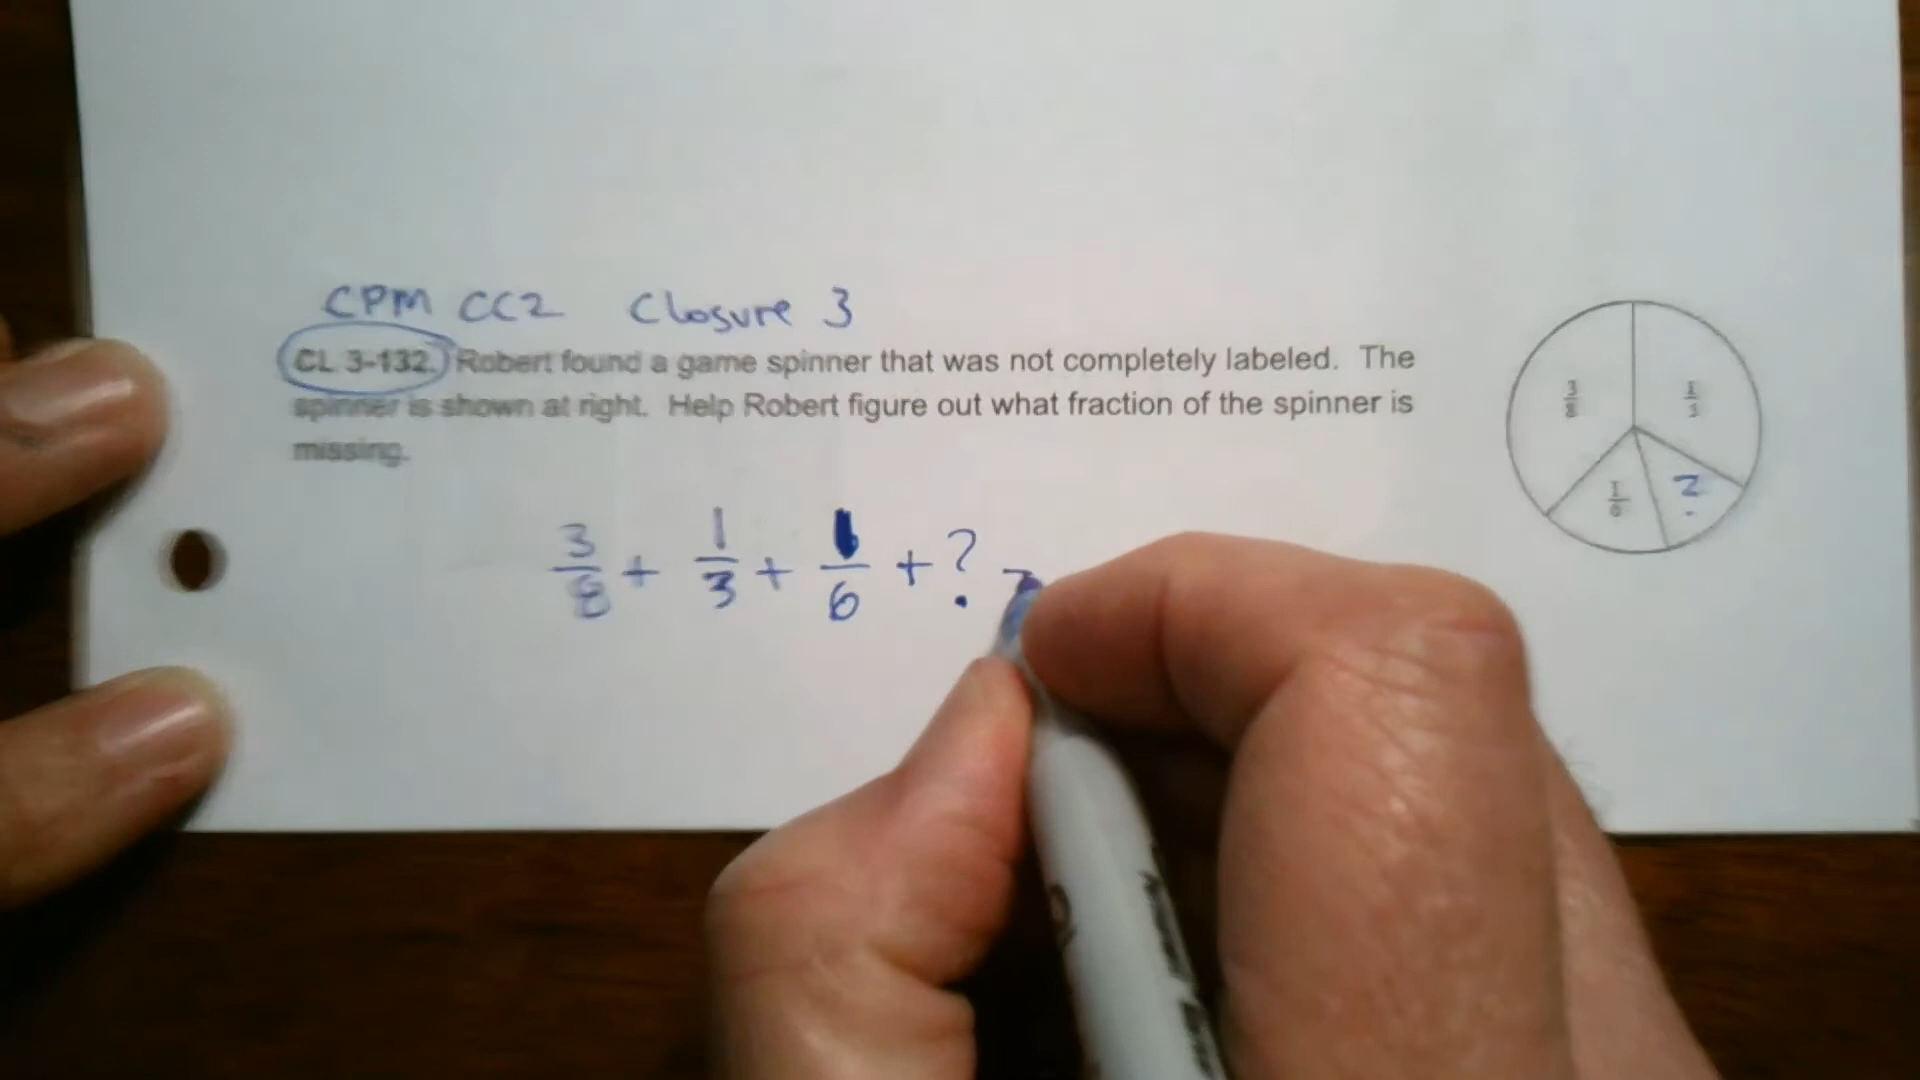 CPM CC2 Closure 3
CL 3-132. Robert found a game spinner that was not completely labeled. The
spinner is shown at right. Help Robert figure out what fraction of the spinner is
missing.
3/8 + 1/3 + 1/6 + ? =
3/8
1/3
1/6
?